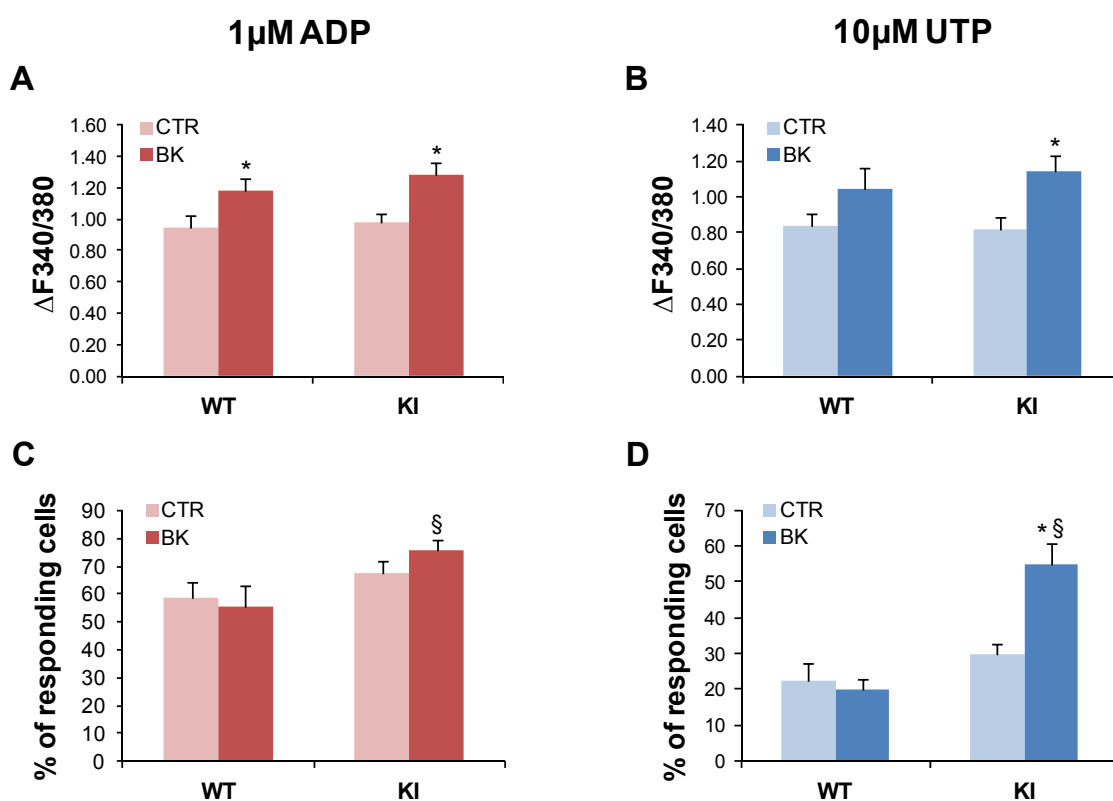 1µM ADP
10µM UTP
A
ΔF340/380
1.60
1.40
1.20
1.00
0.80
0.60
0.40
0.20
0.00
CTR
BK
*
*
WT
KI
B
ΔF340/380
1.40
1.20
1.00
0.80
0.60
0.40
0.20
0.00
CTR
BK
*
WT
KI
C
% of responding cells
90
80
70
60
50
40
30
20
10
0
CTR
BK
§
WT
KI
D
% of responding cells
70
60
50
40
30
20
10
0
CTR
BK
* §
WT
KI